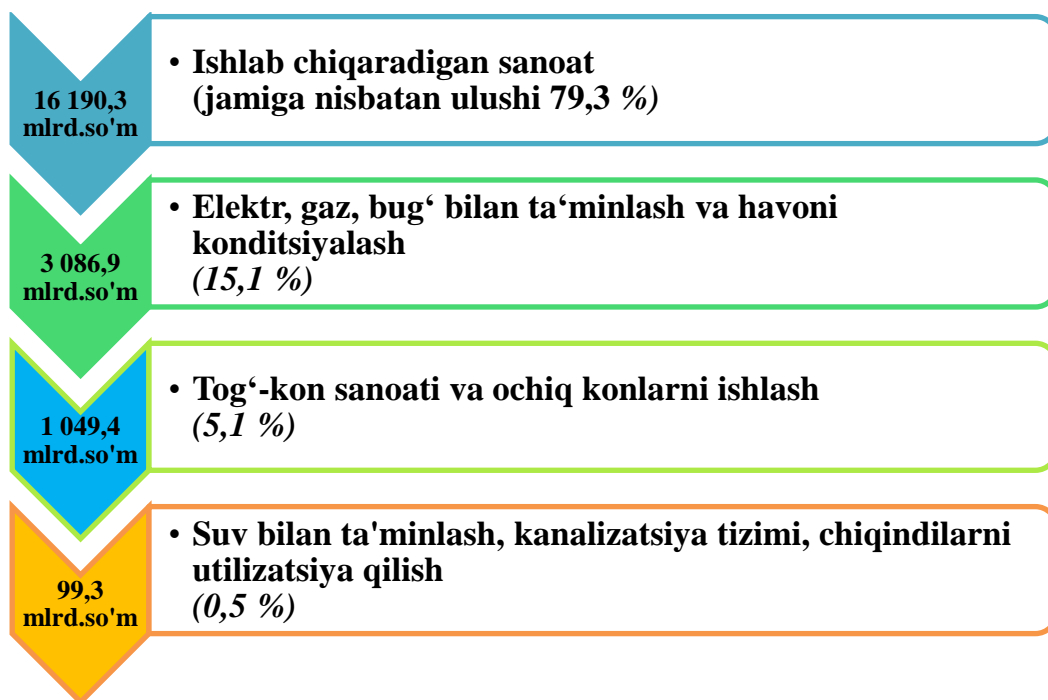 16 190,3
mlrd.so'm
• Ishlab chiqaradigan sanoat
(jamiga nisbatan ulushi 79,3 %)
3 086,9
mlrd.so'm
• Elektr, gaz, bug‘ bilan ta‘minlash va havoni
konditsiyalash
(15,1 %)
1 049,4
mlrd.so'm
• Tog‘-kon sanoati va ochiq konlarni ishlash
(5,1 %)
99,3
mlrd.so'm
• Suv bilan ta'minlash, kanalizatsiya tizimi, chiqindilarni
utilizatsiya qilish
(0,5 %)